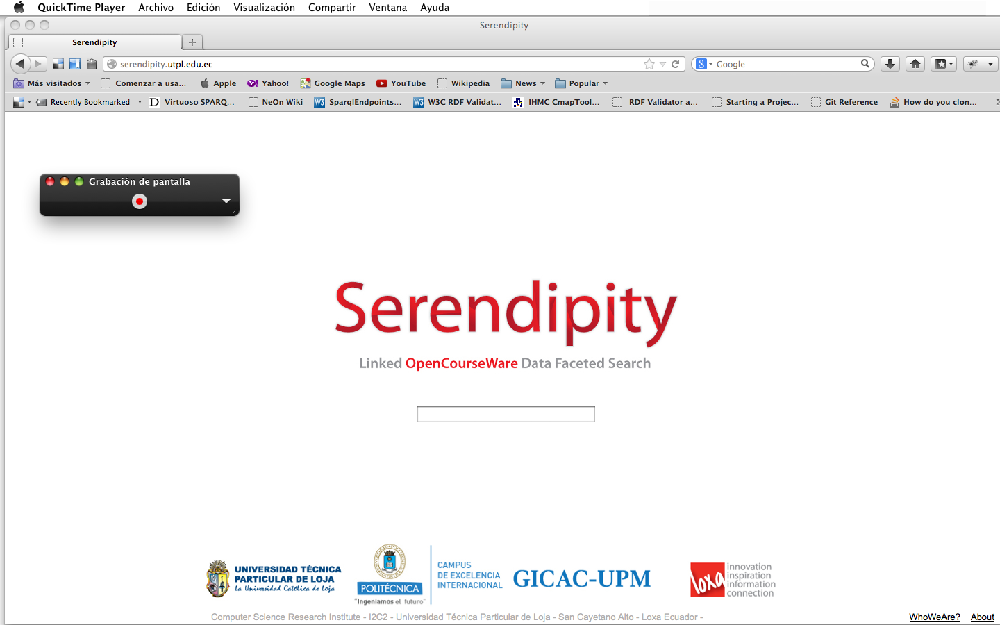 QuickTime Player Archivo Edición Visualización Compartir Ventana Ayuda
Serendipity
Serendipity
serendipity.utpl.edu.ec Google
Más visitados Comenzar a usa... Apple Yahoo! Google Maps YouTube Wikipedia News Popular
Recently Bookmarked Virtuoso SPARQ... NeOn Wiki SparqlEndpoints... W3C RDF Validat... IHMC CmapTool... RDF Validator a... Starting a Projec... Git Reference How do you clon...
Grabación de pantalla
Serendipity
Linked OpenCourseWare Data Faceted Search
UNIVERSIDAD TÉCNICA
PARTICULAR DE LOJA
La Universidad Católica de Loja
POLITÉCNICA
"Ingeniamos el futuro"
CAMPUS
DE EXCELENCIA
INTERNACIONAL
GICAC-UPM
loxa
innovation
inspiration
information
connection
Computer Science Research Institute - I2C2 - Universidad Técnica Particular de Loja - San Cayetano Alto - Loxa Ecuador -
WhoWeAre? About